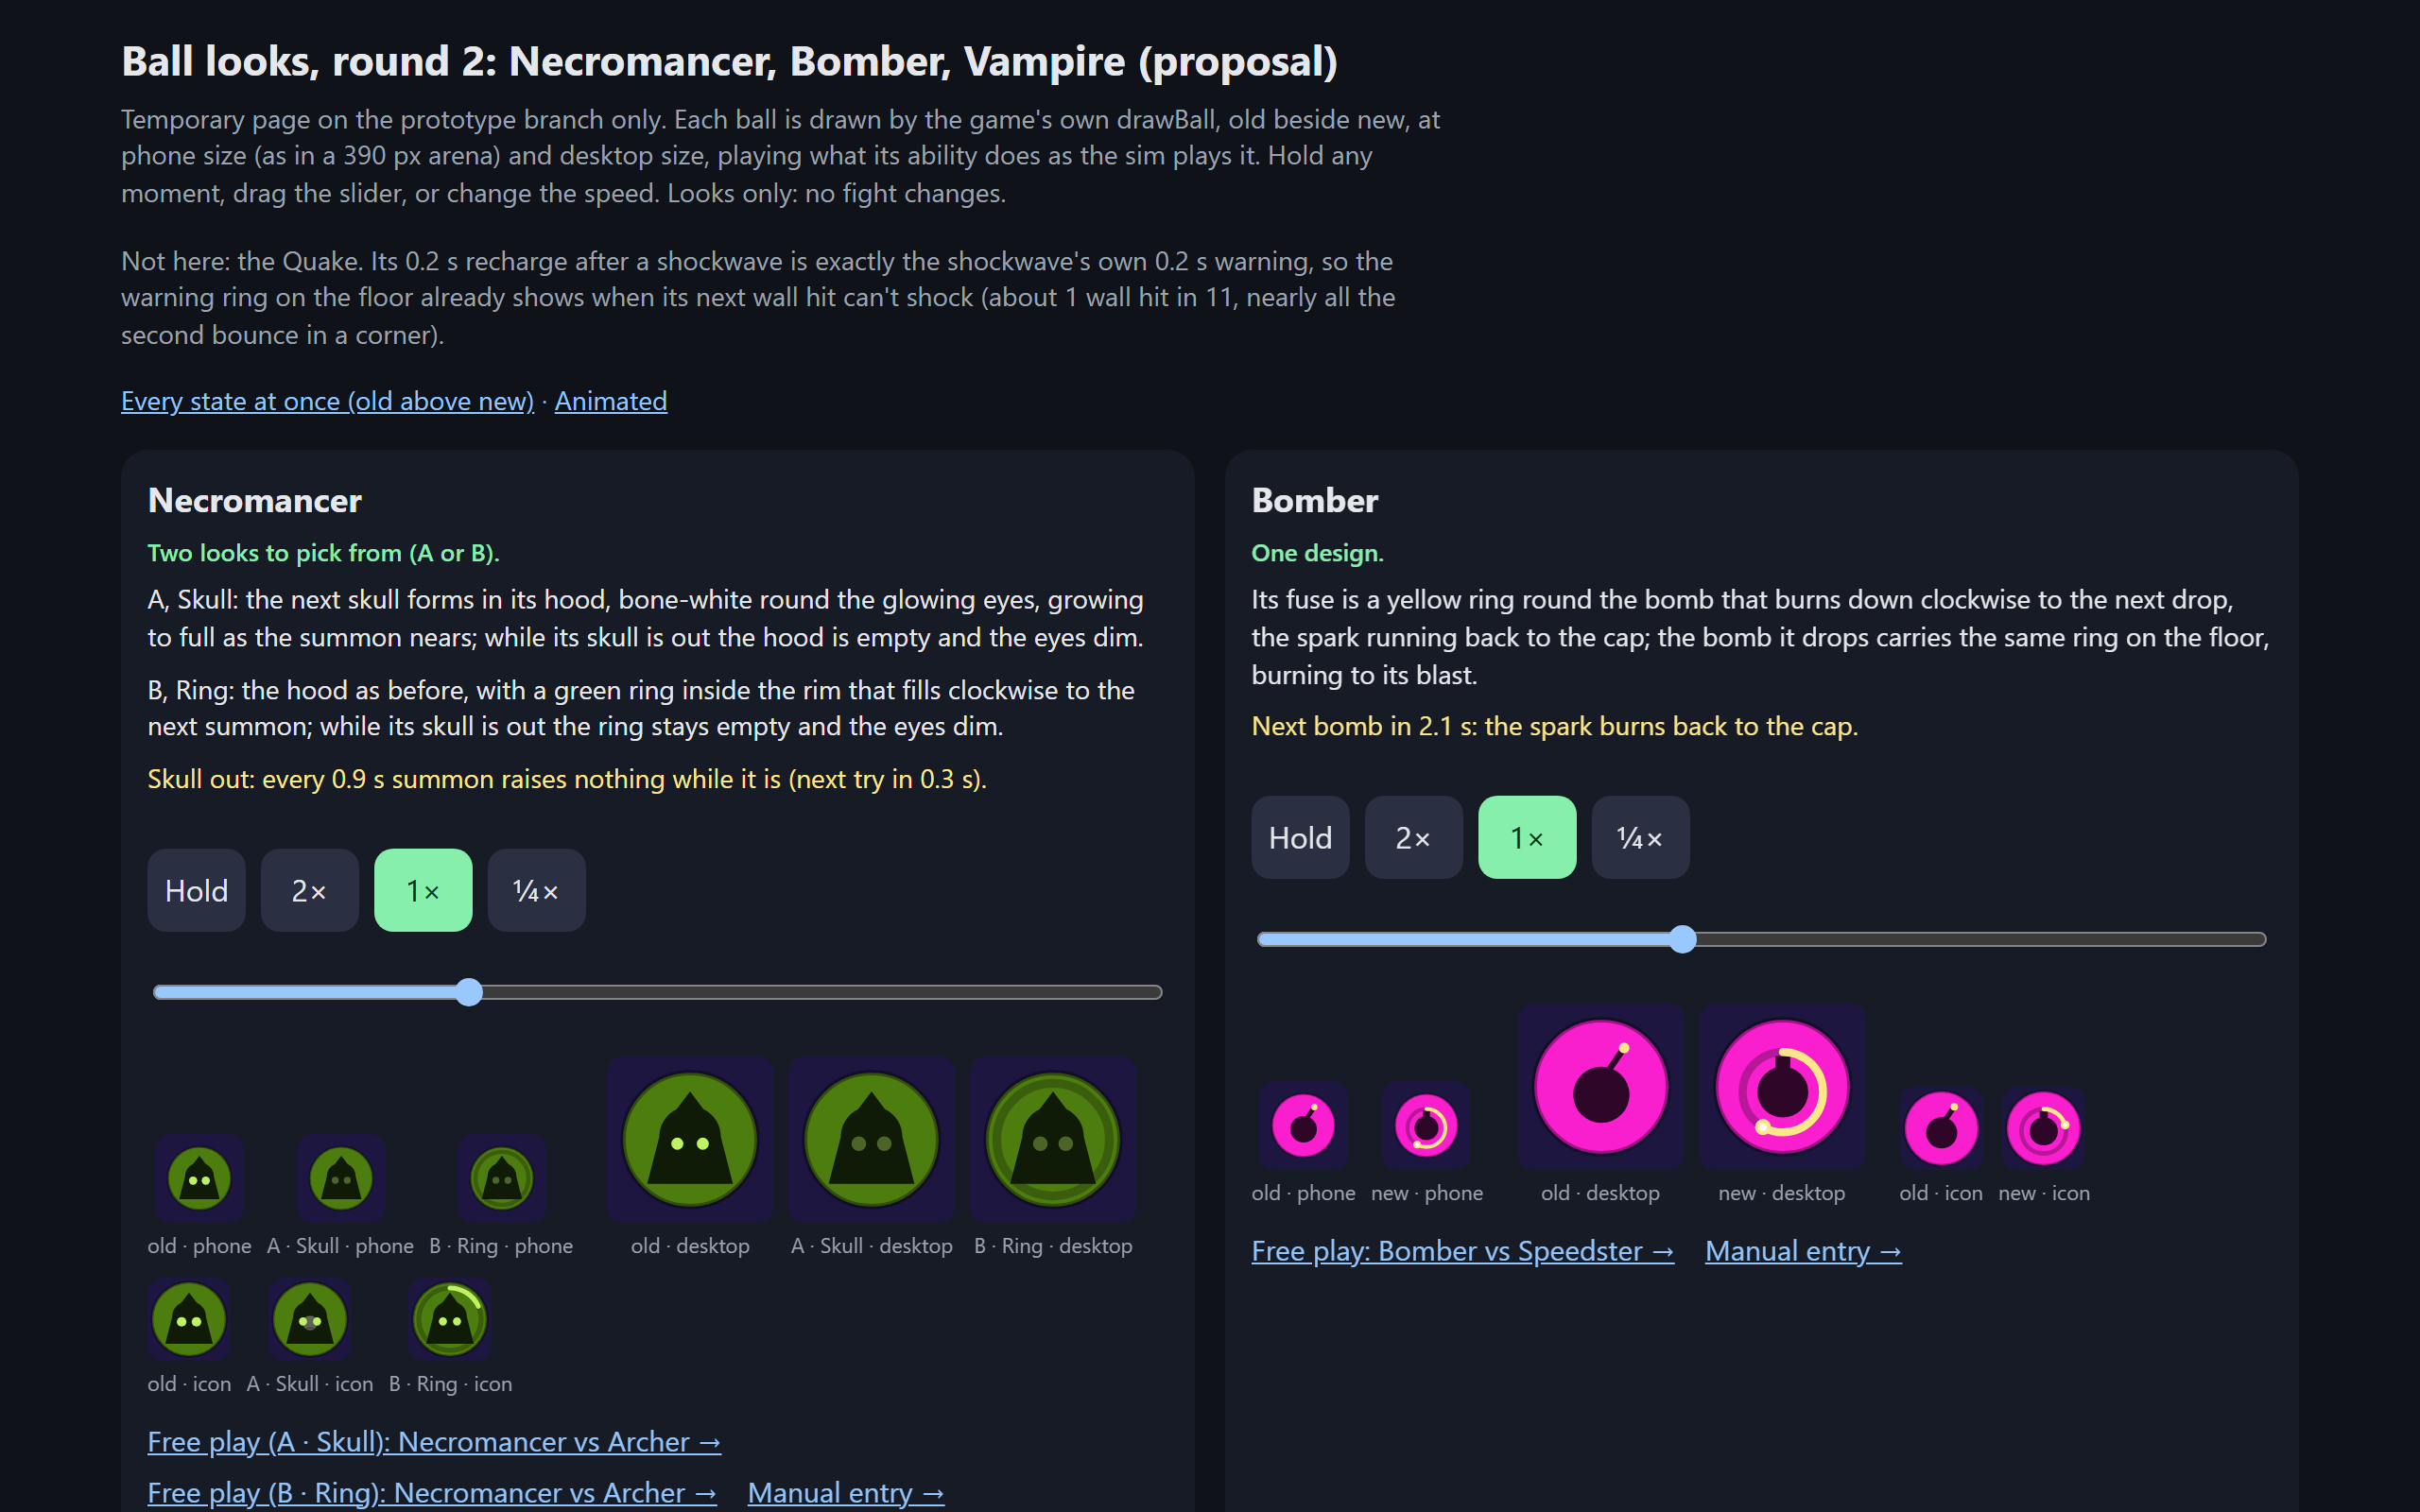 Ball looks, round 2: Necromancer, Bomber, Vampire (proposal)
Temporary page on the prototype branch only. Each ball is drawn by the game's own drawBall, old beside new, at
phone size (as in a 390 px arena) and desktop size, playing what its ability does as the sim plays it. Hold any
moment, drag the slider, or change the speed. Looks only: no fight changes.
Not here: the Quake. Its 0.2 s recharge after a shockwave is exactly the shockwave's own 0.2 s warning, so the
warning ring on the floor already shows when its next wall hit can't shock (about 1 wall hit in 11, nearly all the
second bounce in a corner).
Every state at once (old above new) · Animated
Necromancer
Two looks to pick from (A or B).
A, Skull: the next skull forms in its hood, bone-white round the glowing eyes, growing
to full as the summon nears; while its skull is out the hood is empty and the eyes dim.
B, Ring: the hood as before, with a green ring inside the rim that fills clockwise to the
next summon; while its skull is out the ring stays empty and the eyes dim.
Skull out: every 0.9 s summon raises nothing while it is (next try in 0.3 s).
Hold 2× 1× ¼×
old · phone A · Skull · phone B · Ring · phone old · desktop A · Skull · desktop B · Ring · desktop
old · icon A · Skull · icon B · Ring · icon
Free play (A · Skull): Necromancer vs Archer →
Free play (B · Ring): Necromancer vs Archer → Manual entry →
Bomber
One design.
Its fuse is a yellow ring round the bomb that burns down clockwise to the next drop,
the spark running back to the cap; the bomb it drops carries the same ring on the floor,
burning to its blast.
Next bomb in 2.1 s: the spark burns back to the cap.
Hold 2× 1× ¼×
old · phone new · phone old · desktop new · desktop old · icon new · icon
Free play: Bomber vs Speedster → Manual entry →